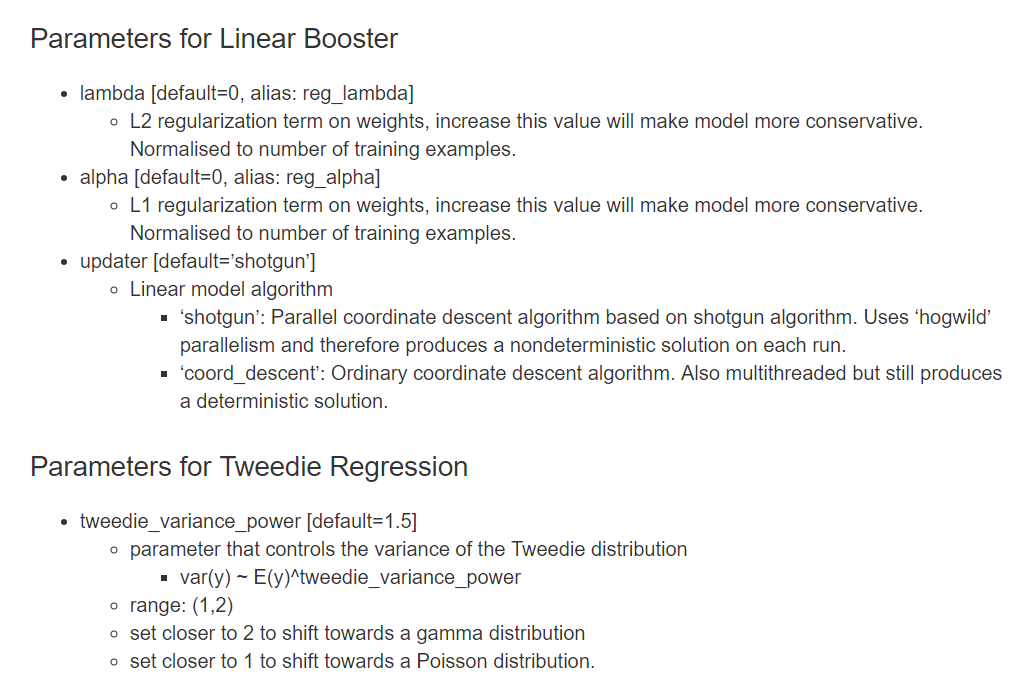 Parameters for Linear Booster
lambda [default=0, alias: reg_lambda]
L2 regularization term on weights, increase this value will make model more conservative.
Normalised to number of training examples.
alpha [default=0, alias: reg_alpha]
L1 regularization term on weights, increase this value will make model more conservative.
Normalised to number of training examples.
updater [default=’shotgun’]
Linear model algorithm
‘shotgun’: Parallel coordinate descent algorithm based on shotgun algorithm. Uses ‘hogwild’
parallelism and therefore produces a nondeterministic solution on each run.
‘coord_descent’: Ordinary coordinate descent algorithm. Also multithreaded but still produces
a deterministic solution.
Parameters for Tweedie Regression
tweedie_variance_power [default=1.5]
parameter that controls the variance of the Tweedie distribution
var(y) ~ E(y)^tweedie_variance_power
range: (1,2)
set closer to 2 to shift towards a gamma distribution
set closer to 1 to shift towards a Poisson distribution.